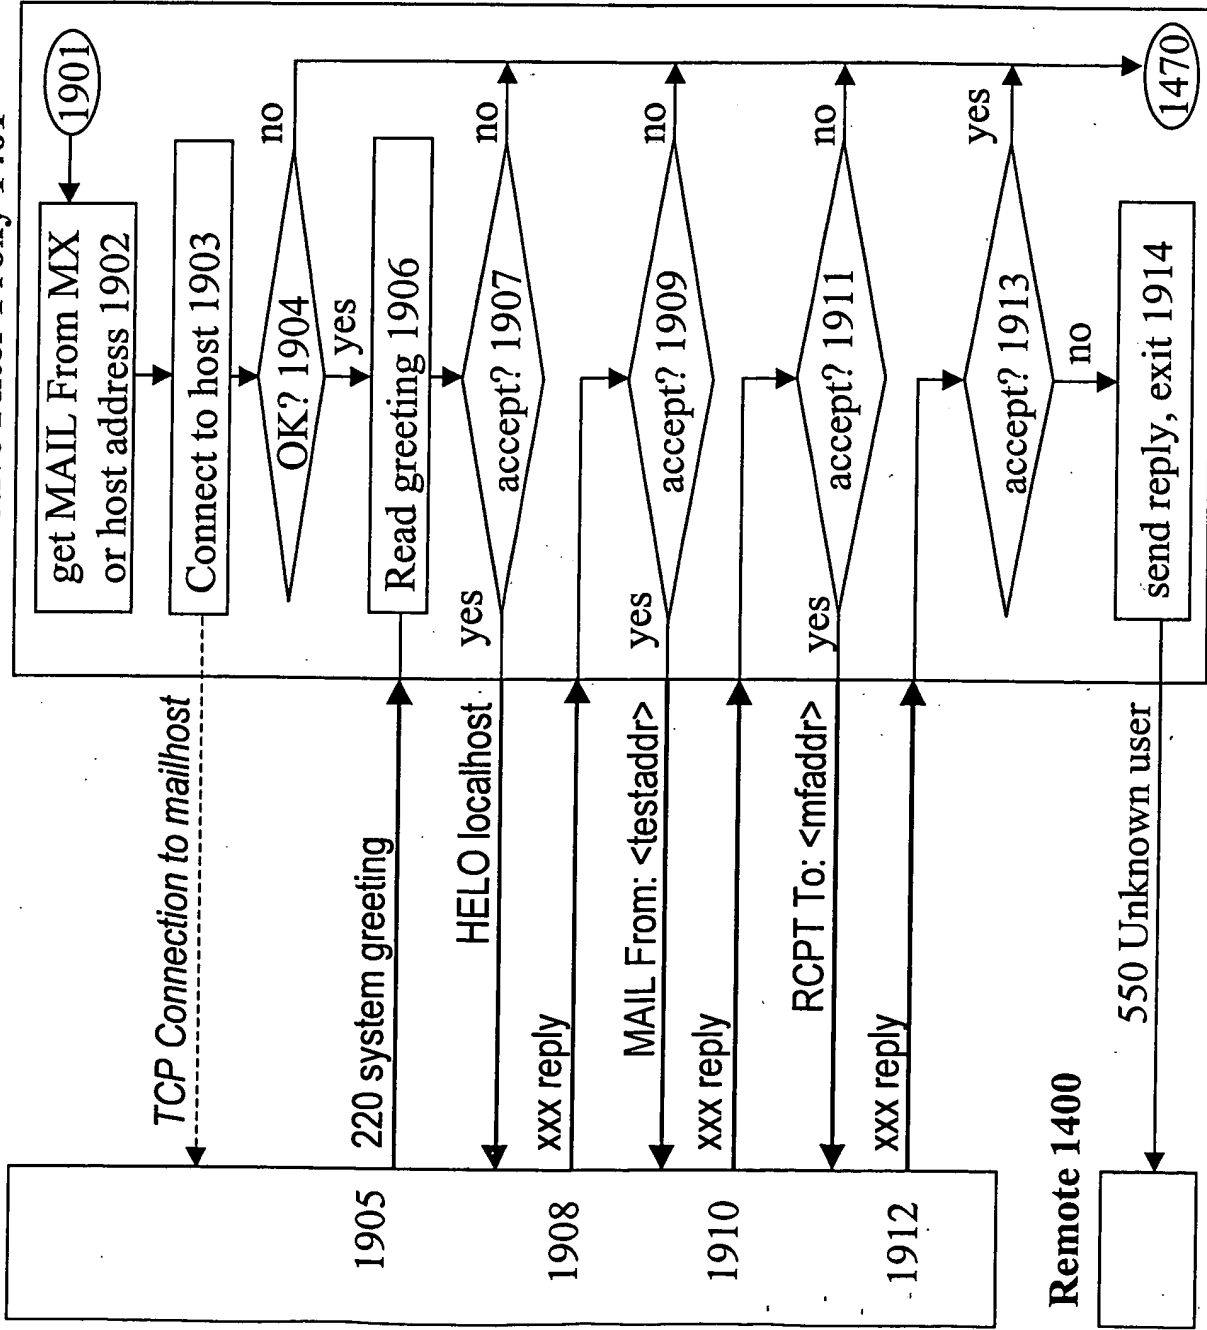 1901
get MAIL From MX
or host address 1902
Connect to host 1903
TCP Connection to mailhost
OK? 1904
no
yes
1905
220 system greeting
Read greeting 1906
accept? 1907
no
yes
HELO localhost
1908
xxx reply
accept? 1909
no
yes
MAIL From: <testaddr>
1910
xxx reply
accept? 1911
no
yes
RCPT To: <mfaddr>
1912
xxx reply
accept? 1913
yes
no
send reply, exit 1914
1470
550 Unknown user
Remote 1400